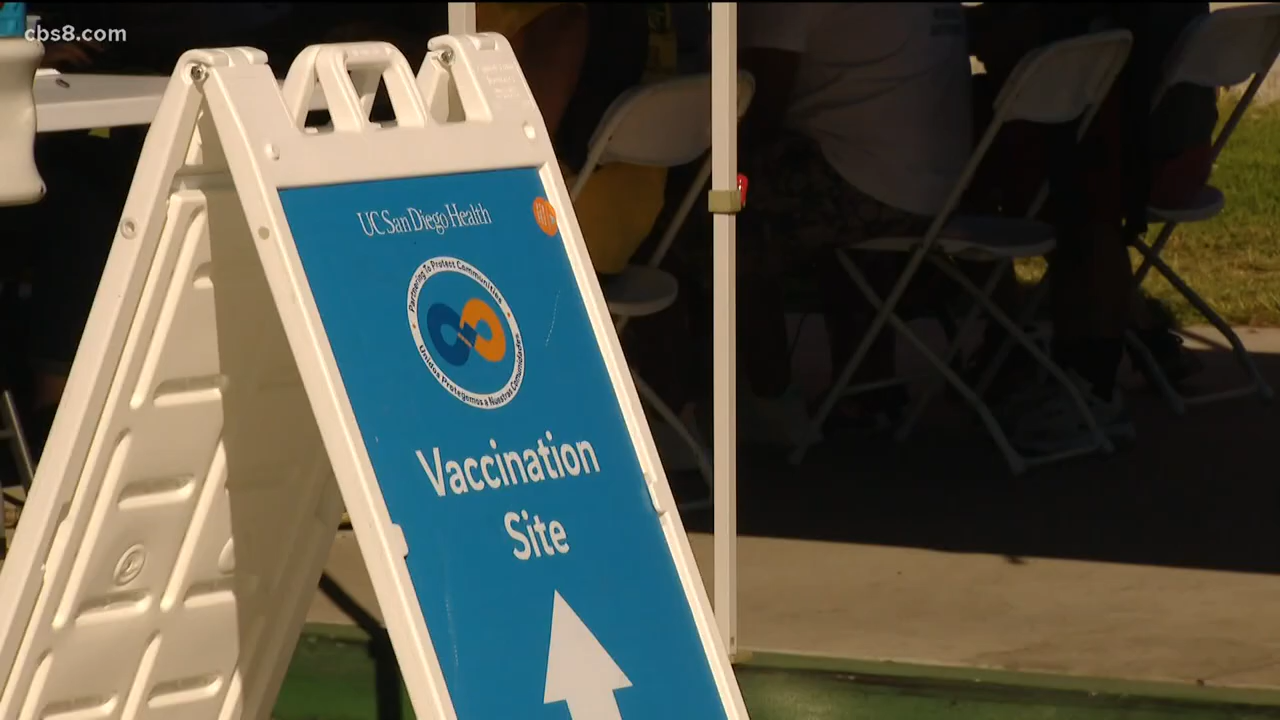 cbs8.com
UC San Diego Health
Partnering To Protect Communities
Unidos Protegemos a Nuestras Comunidades
Vaccination
Site